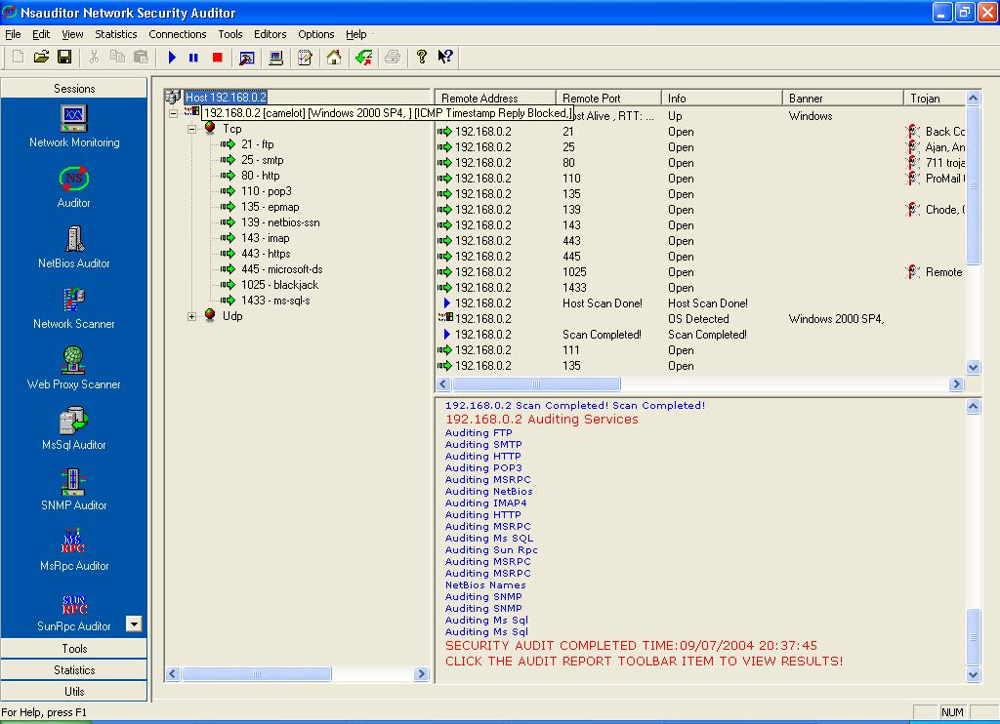 Nsauditor Network Security Auditor
File Edit View Statistics Connections Tools Editors Options Help
Sessions
Network Monitoring
Auditor
NetBios Auditor
Network Scanner
Web Proxy Scanner
MsSql Auditor
SNMP Auditor
MS RPC
MsRpc Auditor
SUN RPC
SunRpc Auditor
Tools
Statistics
Utils
Host 192.168.0.2
192.168.0.2 [camelot] [Windows 2000 SP4, ] [ICMP Timestamp Reply Blocked,]
Tcp
21 - ftp
25 - smtp
80 - http
110 - pop3
135 - epmap
139 - netbios-ssn
143 - imap
443 - https
445 - microsoft-ds
1025 - blackjack
1433 - ms-sql-s
Udp
Remote Address Remote Port Info Banner Trojan
ost Alive , RTT: ... Up Windows
192.168.0.2 21 Open Back Co
192.168.0.2 25 Open Ajan, An
192.168.0.2 80 Open 711 troja
192.168.0.2 110 Open ProMail
192.168.0.2 135 Open
192.168.0.2 139 Open Chode,
192.168.0.2 143 Open
192.168.0.2 443 Open
192.168.0.2 445 Open
192.168.0.2 1025 Open Remote
192.168.0.2 1433 Open
192.168.0.2 Host Scan Done! Host Scan Done!
192.168.0.2 OS Detected Windows 2000 SP4,
192.168.0.2 Scan Completed! Scan Completed!
192.168.0.2 111 Open
192.168.0.2 135 Open
192.168.0.2 Scan Completed! Scan Completed!
192.168.0.2 Auditing Services
Auditing FTP
Auditing SMTP
Auditing HTTP
Auditing POP3
Auditing MSRPC
Auditing NetBios
Auditing IMAP4
Auditing HTTP
Auditing MSRPC
Auditing Ms SQL
Auditing Sun Rpc
Auditing MSRPC
Auditing MSRPC
NetBios Names
Auditing SNMP
Auditing SNMP
Auditing Ms Sql
Auditing Ms Sql
SECURITY AUDIT COMPLETED TIME:09/07/2004 20:37:45
CLICK THE AUDIT REPORT TOOLBAR ITEM TO VIEW RESULTS!
For Help, press F1
NUM